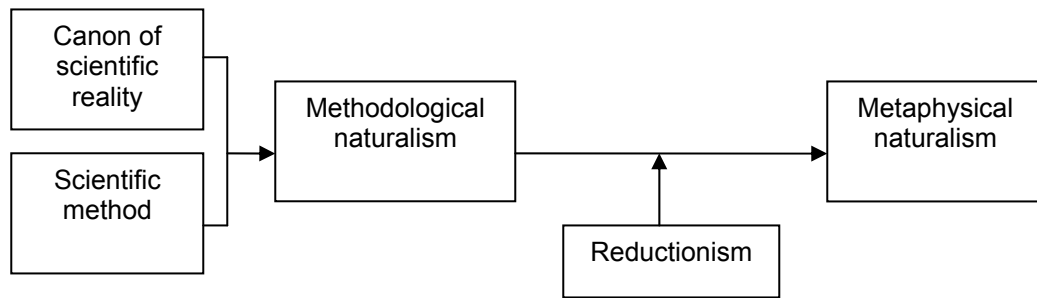 Canon of
scientific
reality
Scientific
method
Methodological
naturalism
Reductionism
Metaphysical
naturalism